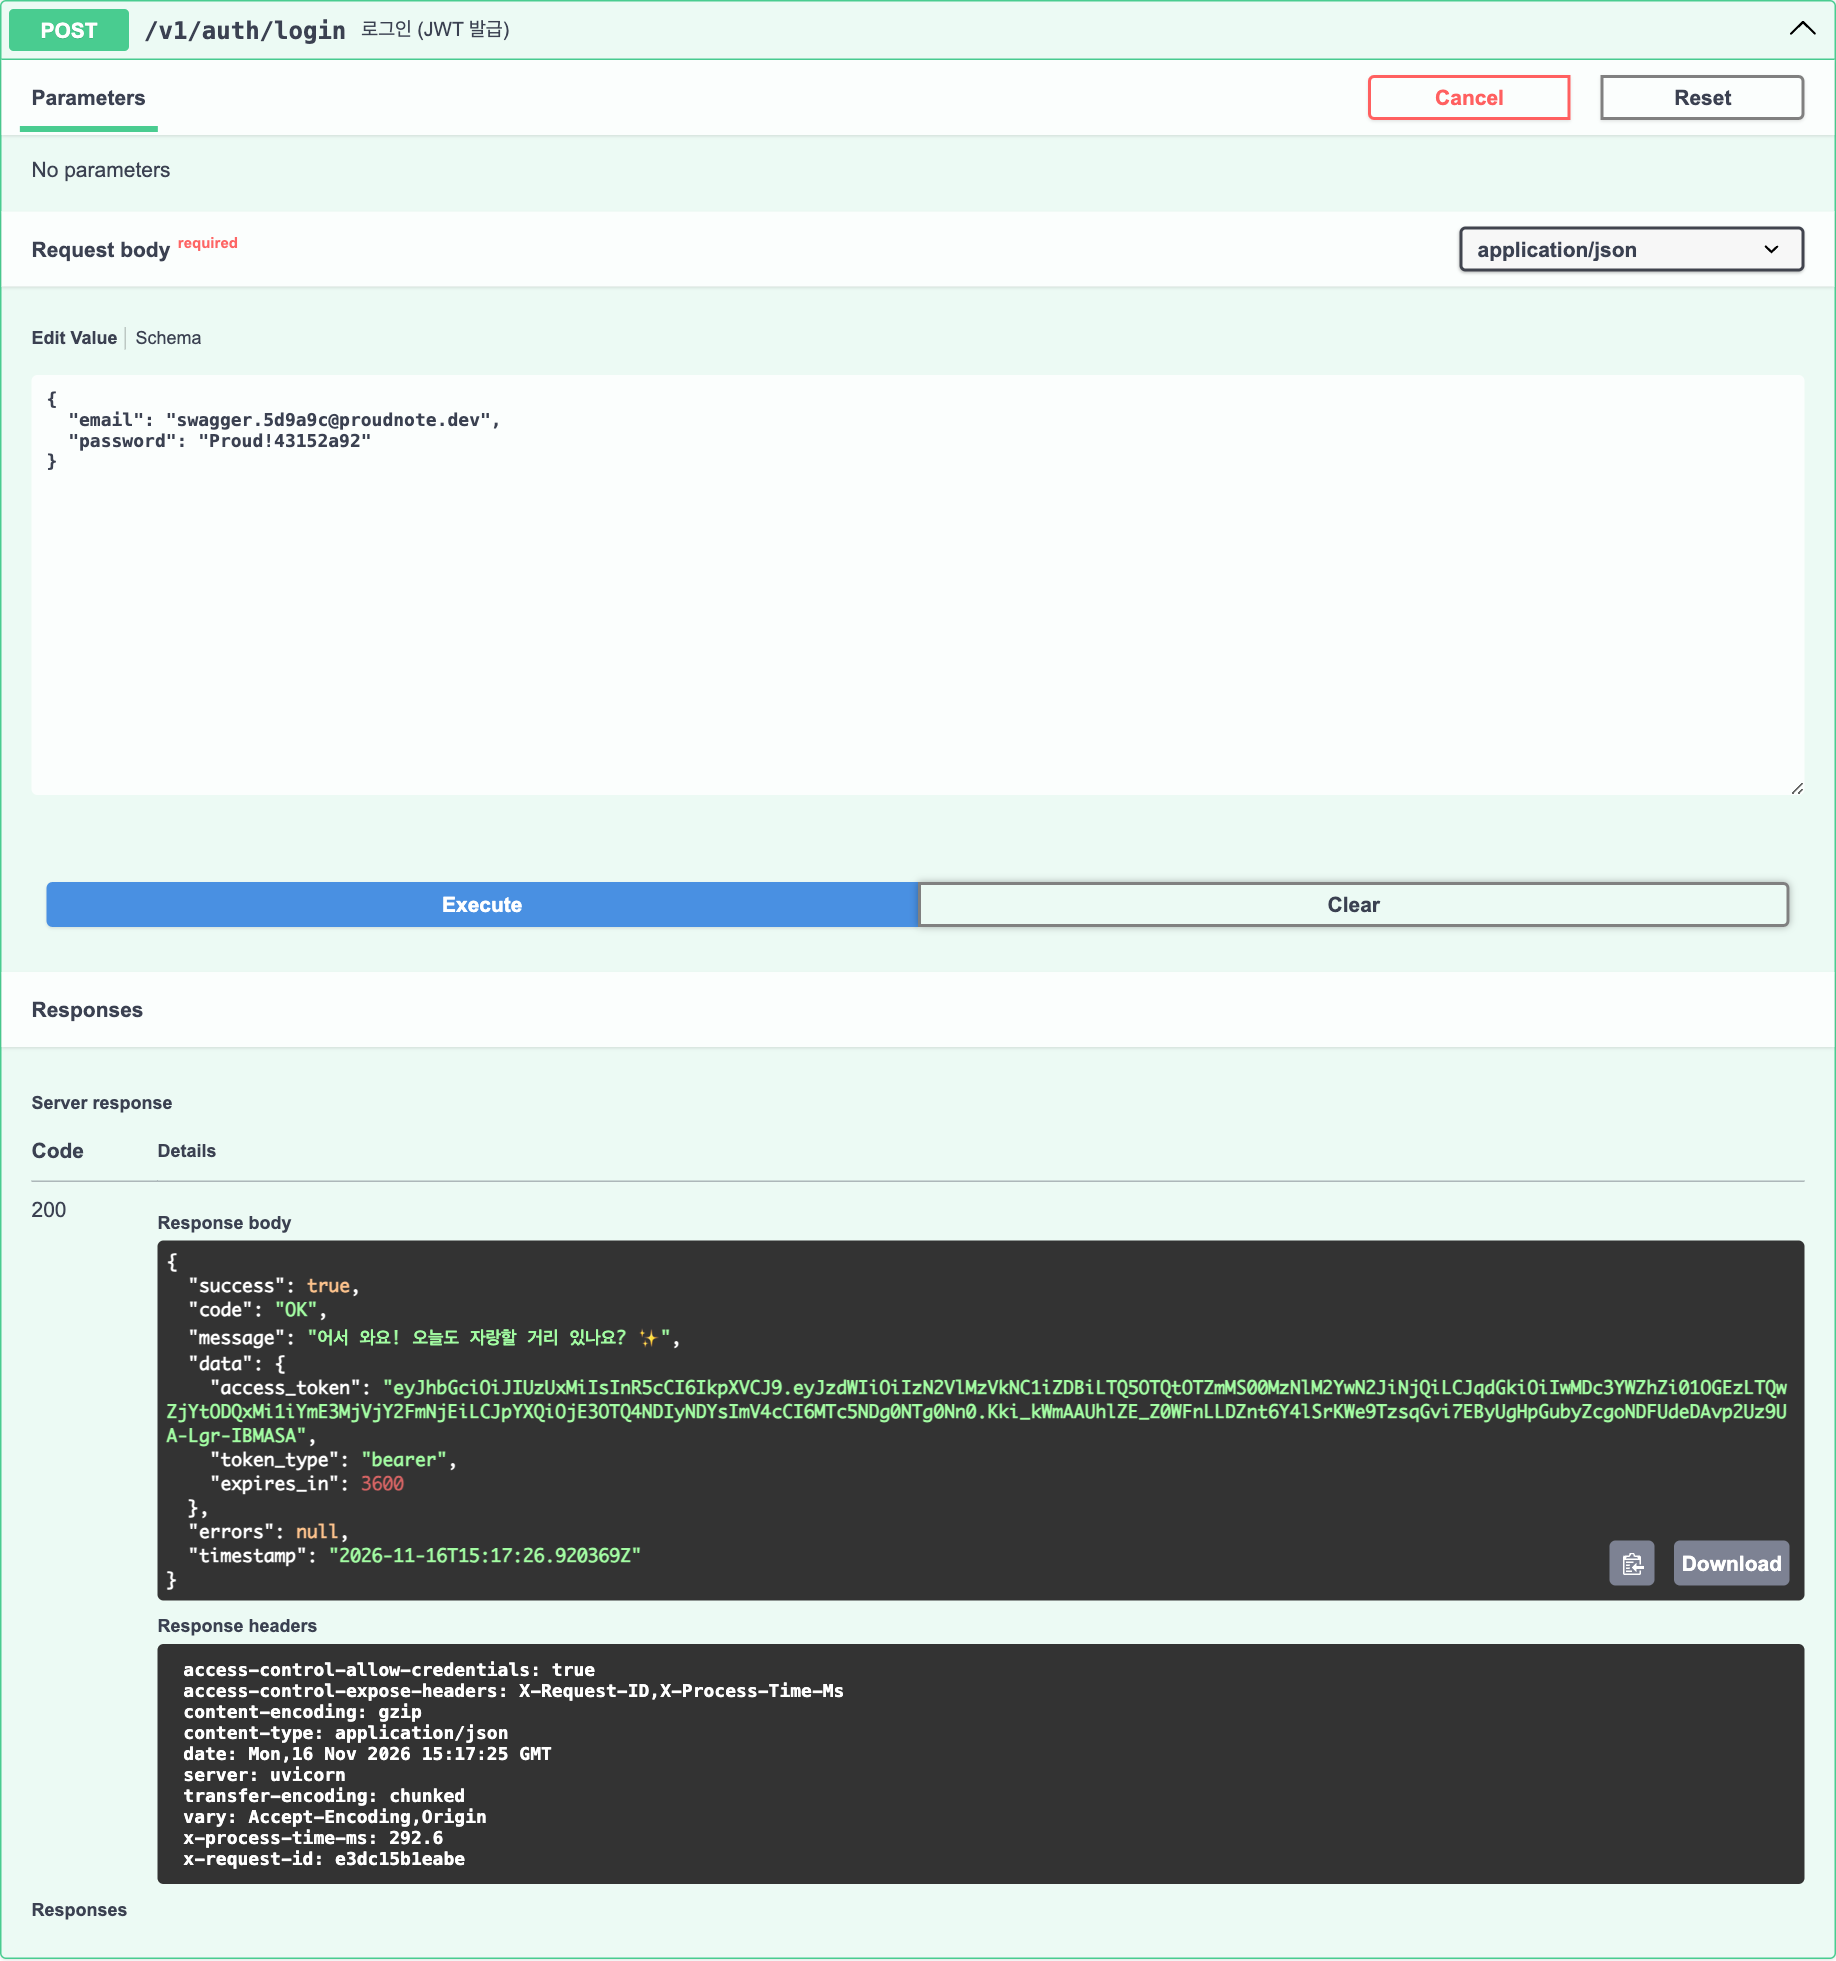 POST /v1/auth/login 로그인 (JWT 발급)
Parameters
Cancel
Reset
No parameters
Request body required
application/json
Edit Value | Schema
{
  "email": "swagger.5d9a9c@proudnote.dev",
  "password": "Proud!43152a92"
}
Execute
Clear
Responses
Server response
Code Details
200
Response body
{
  "success": true,
  "code": "OK",
  "message": "어서 와요! 오늘도 자랑할 거리 있나요? ✨",
  "data": {
    "access_token": "eyJhbGciOiJIUzUxMiIsInR5cCI6IkpXVCJ9.eyJzdWIiOiIzN2VlMzVkNC1iZDBiLTQ5OTQtOTZmMS00MzNlM2YwN2JiNjQiLCJqdGkiOiIwMDc3YWZhZi01OGEzLTQw
ZjYtODQxMi1iYmE3MjVjY2FmNjEiLCJpYXQiOjE3OTQ4NDIyNDYsImV4cCI6MTc5NDg0NTg0Nn0.Kki_kWmAAUhlZE_Z0WFnLLDZnt6Y4lSrKWe9TzsqGvi7EByUgHpGubyZcgoNDFUdeDAvp2Uz9U
A-Lgr-IBMASA",
    "token_type": "bearer",
    "expires_in": 3600
  },
  "errors": null,
  "timestamp": "2026-11-16T15:17:26.920369Z"
}
Download
Response headers
access-control-allow-credentials: true
access-control-expose-headers: X-Request-ID,X-Process-Time-Ms
content-encoding: gzip
content-type: application/json
date: Mon,16 Nov 2026 15:17:25 GMT
server: uvicorn
transfer-encoding: chunked
vary: Accept-Encoding,Origin
x-process-time-ms: 292.6
x-request-id: e3dc15b1eabe
Responses